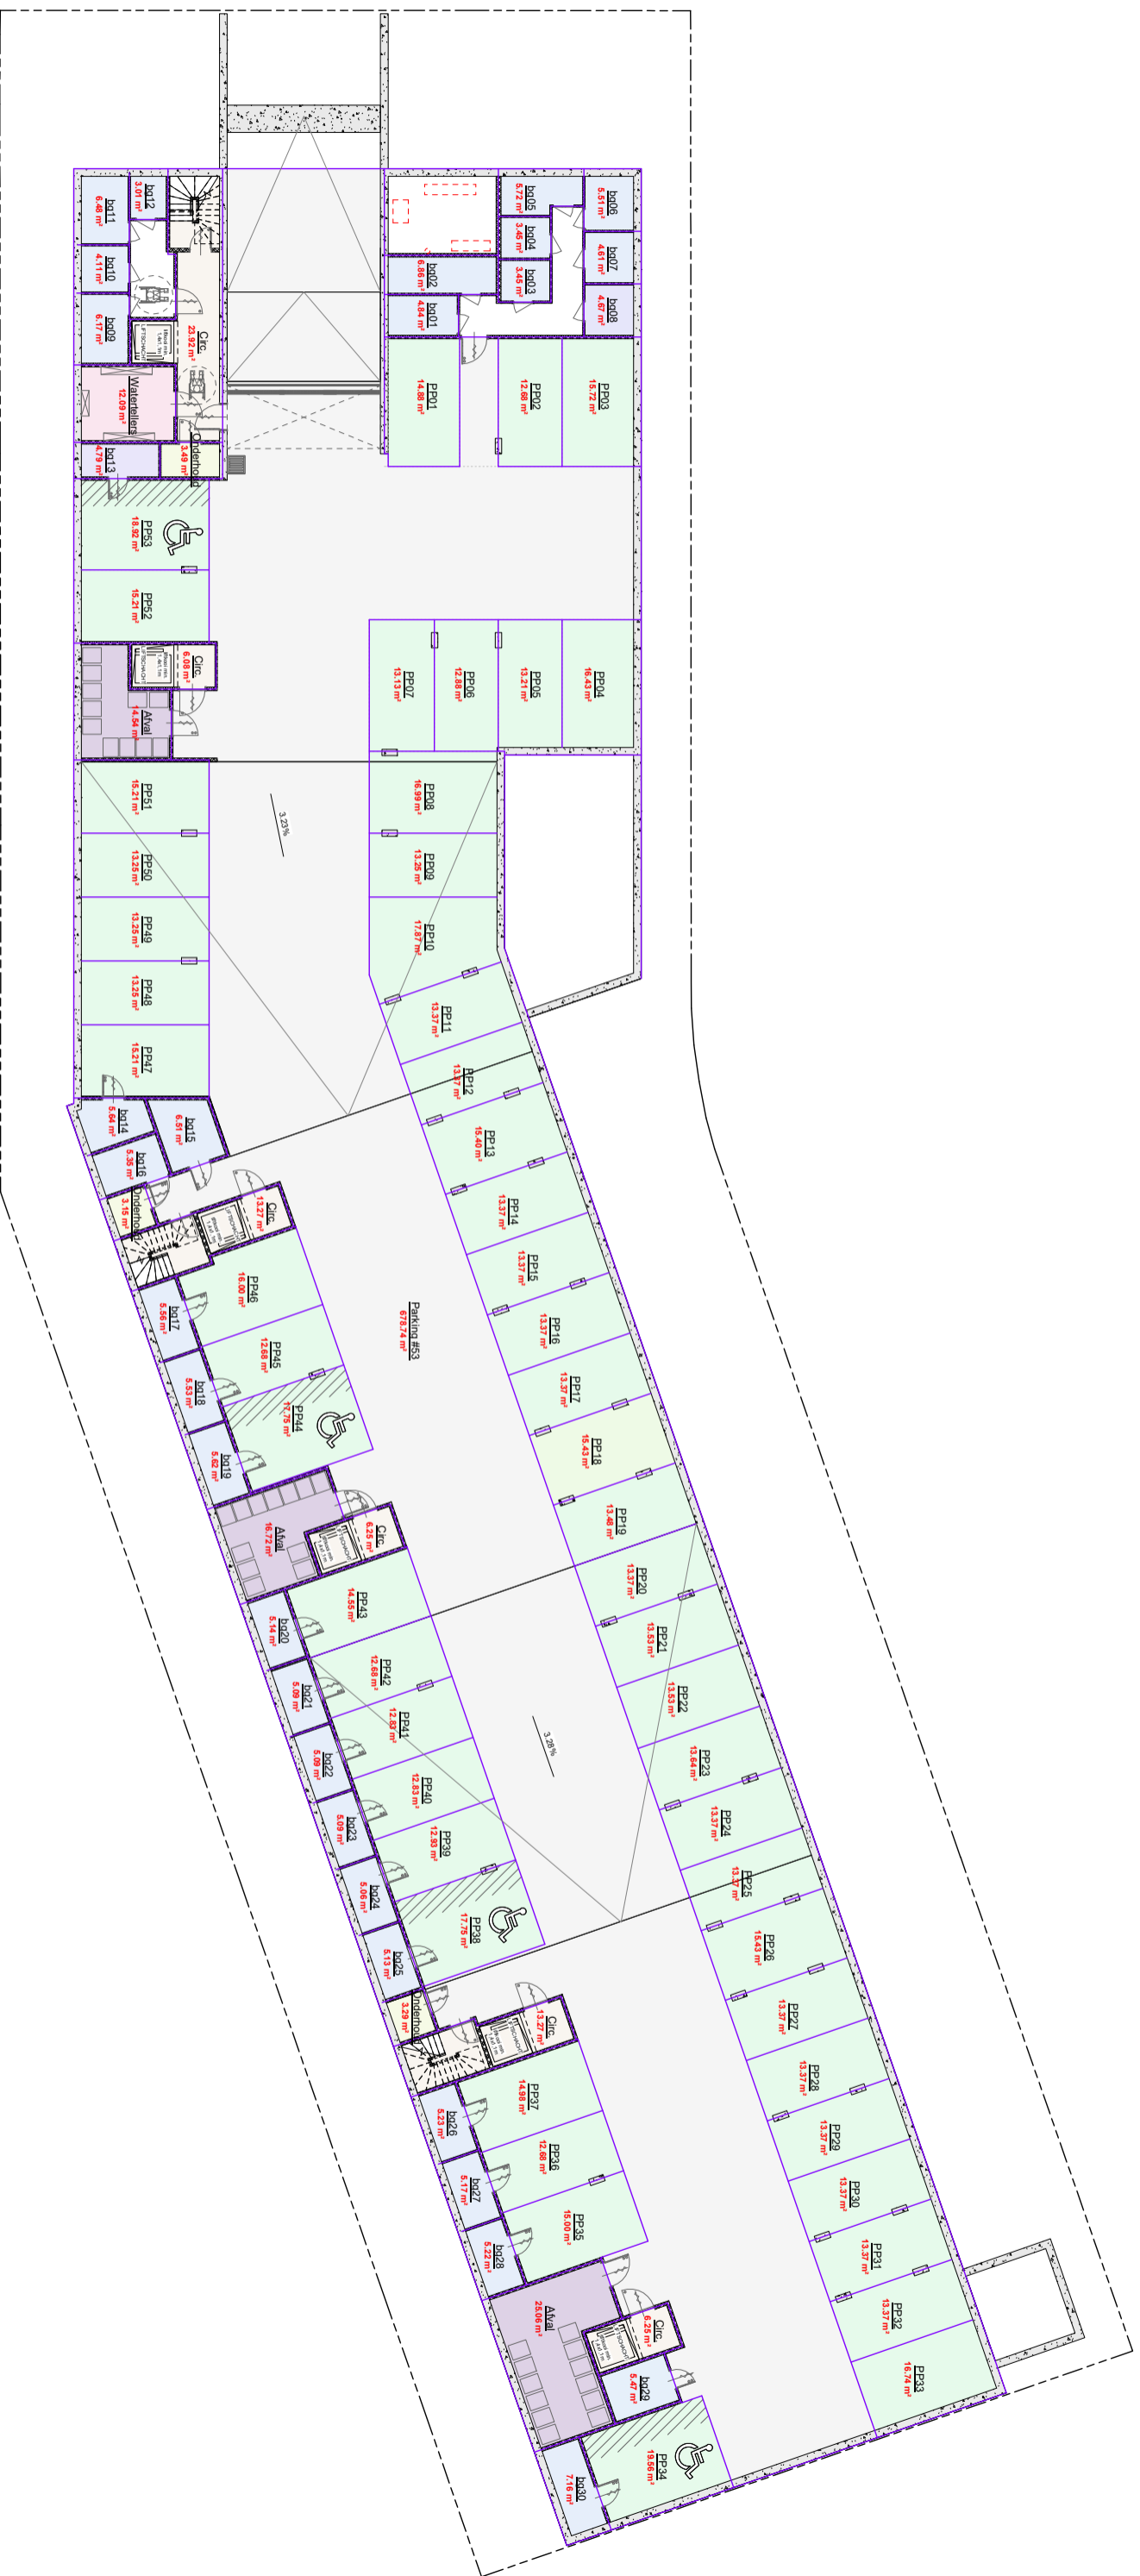 bg06
5.51 m²
bg07
4.61 m²
bg08
4.67 m²
bg05
5.72 m²
bg04
3.45 m²
bg03
3.45 m²
bg02
6.86 m²
bg01
4.84 m²
PP03
15.72 m²
PP02
12.68 m²
PP01
14.88 m²
bg12
3.01 m²
bg11
6.48 m²
bg10
4.11 m²
bg09
6.17 m²
Circ.
23.92 m²
LIFTSCHACHT
Watertellers
12.09 m²
Onderhoud
3.49 m²
bg13
4.79 m²
PP53
18.92 m²
PP52
15.21 m²
Circ.
6.08 m²
LIFTSCHACHT
Afval
14.54 m²
PP04
16.43 m²
PP05
13.21 m²
PP06
12.88 m²
PP07
13.13 m²
PP08
16.99 m²
PP09
13.25 m²
PP10
17.87 m²
3.23%
PP51
15.21 m²
PP50
13.25 m²
PP49
13.25 m²
PP48
13.25 m²
PP47
15.21 m²
PP11
13.37 m²
PP12
13.37 m²
PP13
15.40 m²
PP14
13.37 m²
PP15
13.37 m²
PP16
13.37 m²
PP17
13.37 m²
PP18
15.43 m²
PP19
13.48 m²
bg14
5.64 m²
bg15
6.51 m²
bg16
5.35 m²
Onderhoud
3.15 m²
Circ.
13.27 m²
LIFTSCHACHT
bg17
5.56 m²
bg18
5.53 m²
bg19
5.62 m²
PP46
16.00 m²
PP45
12.68 m²
PP44
17.75 m²
Parking #53
678.74 m²
Afval
16.72 m²
Circ.
6.25 m²
LIFTSCHACHT
PP43
14.55 m²
PP42
12.68 m²
PP41
12.83 m²
PP40
12.83 m²
PP39
12.93 m²
PP38
17.75 m²
3.28%
PP20
13.37 m²
PP21
13.53 m²
PP22
13.53 m²
PP23
13.64 m²
PP24
13.37 m²
PP25
13.37 m²
PP26
15.43 m²
PP27
13.37 m²
PP28
13.37 m²
PP29
13.37 m²
PP30
13.37 m²
PP31
13.37 m²
PP32
13.37 m²
PP33
16.74 m²
bg20
5.14 m²
bg21
5.09 m²
bg22
5.09 m²
bg23
5.09 m²
bg24
5.06 m²
bg25
5.13 m²
Onderhoud
3.29 m²
Circ.
13.27 m²
LIFTSCHACHT
bg26
5.23 m²
bg27
5.17 m²
bg28
5.22 m²
PP37
14.98 m²
PP36
12.68 m²
PP35
15.00 m²
Afval
25.06 m²
Circ.
6.25 m²
LIFTSCHACHT
bg29
5.47 m²
PP34
19.56 m²
bg30
7.16 m²